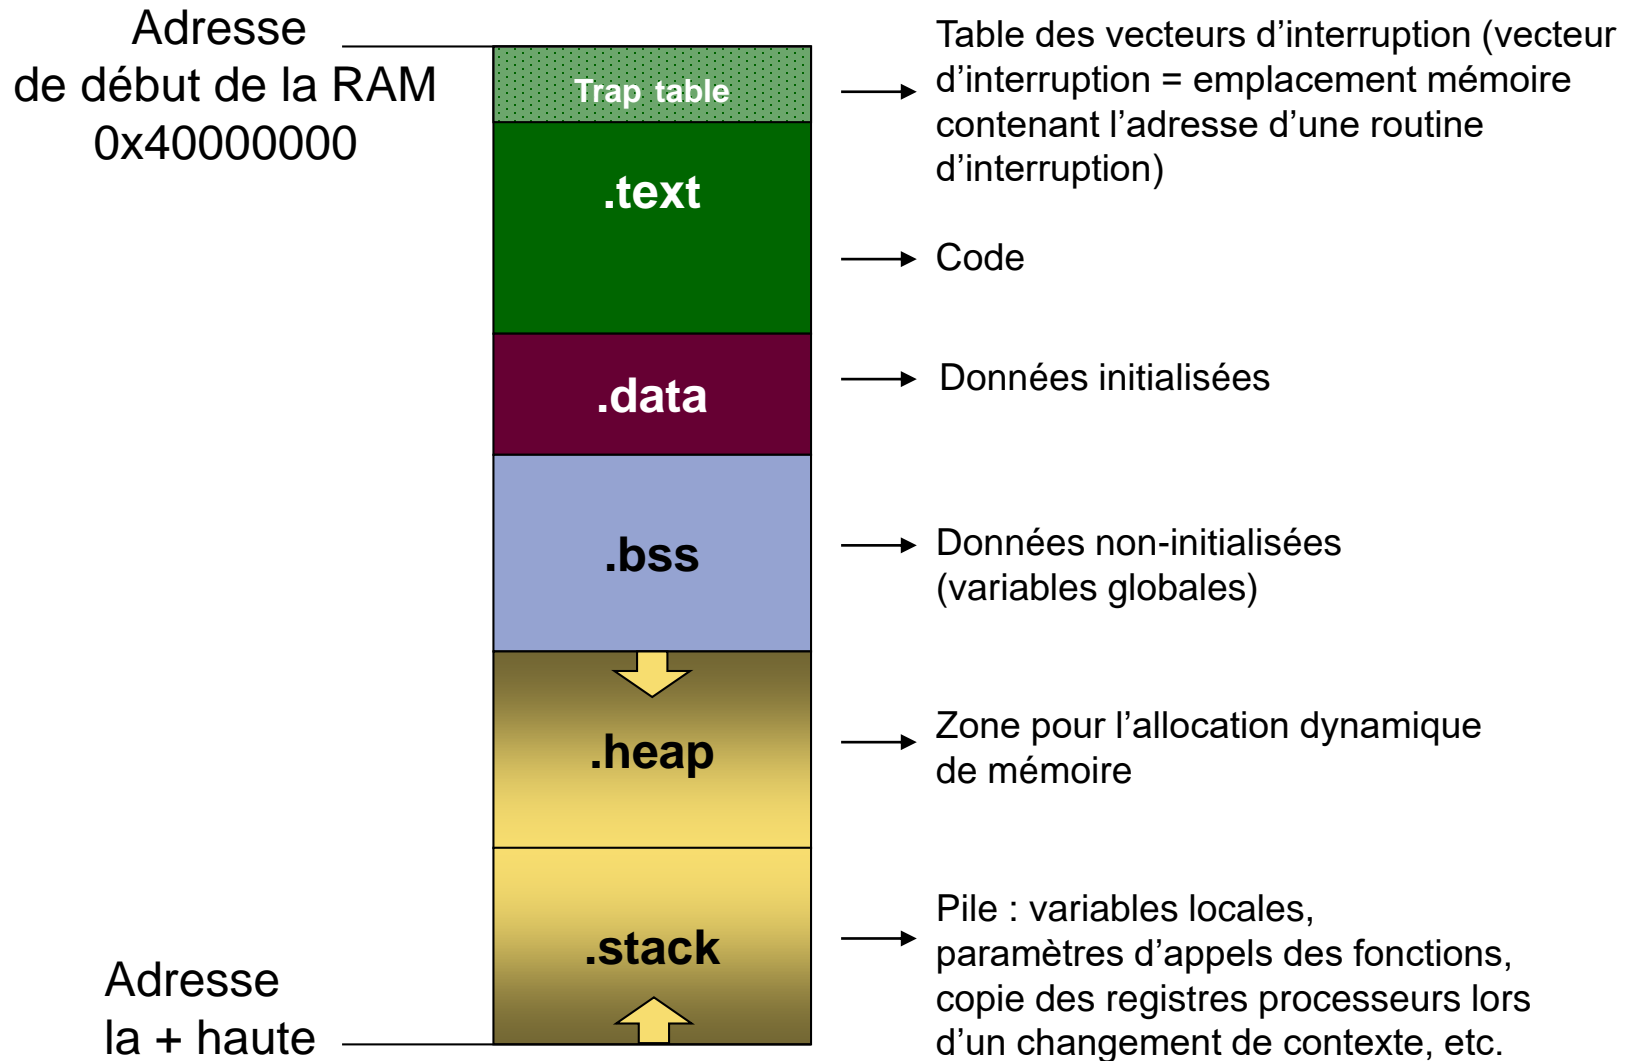 Adresse
de début de la RAM
0x40000000
Trap table
Table des vecteurs d’interruption (vecteur
d’interruption = emplacement mémoire
contenant l’adresse d’une routine
d’interruption)
.text
Code
.data
Données initialisées
.bss
Données non-initialisées
(variables globales)
.heap
Zone pour l’allocation dynamique
de mémoire
.stack
Pile : variables locales,
paramètres d’appels des fonctions,
copie des registres processeurs lors
d’un changement de contexte, etc.
Adresse
la + haute